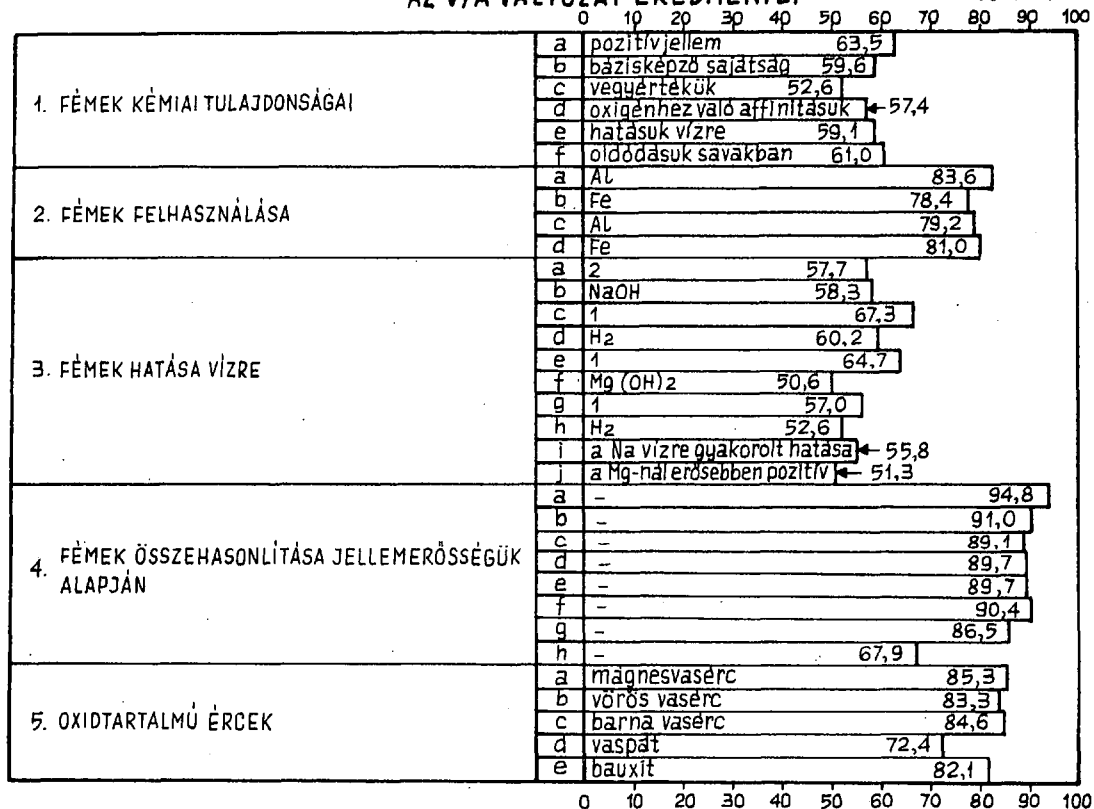 AZ V/A VÁLTOZAT EREDMÉNYEI
0 10 20 30 40 50 60 70 80 90 100
1. FÉMEK KÉMIAI TULAJDONSÁGAI
a pozitív jellem 63,5
b bázisképző sajátság 59,6
c vegyértékük 52,6
d oxigénhez való affinitásuk 57,4
e hatásuk vízre 59,1
f oldódásuk savakban 61,0
2. FÉMEK FELHASZNÁLÁSA
a Al 83,6
b Fe 78,4
c Al 79,2
d Fe 81,0
3. FÉMEK HATÁSA VÍZRE
a 2 57,7
b NaOH 58,3
c 1 67,3
d H2 60,2
e 1 64,7
f Mg(OH)2 50,6
g 1 57,0
h H2 52,6
i a Na vízre gyakorolt hatása 55,8
j a Mg-nál erősebben pozitív 51,3
4. FÉMEK ÖSSZEHASONLÍTÁSA JELLEMERŐSSÉGÜK
ALAPJÁN
a – 94,8
b – 91,0
c – 89,1
d – 89,7
e – 89,7
f – 90,4
g – 86,5
h – 67,9
5. OXIDTARTALMÚ ÉRCEK
a mágnesvasérc 85,3
b vörös vasérc 83,3
c barna vasérc 84,6
d vaspát 72,4
e bauxit 82,1
0 10 20 30 40 50 60 70 80 90 100